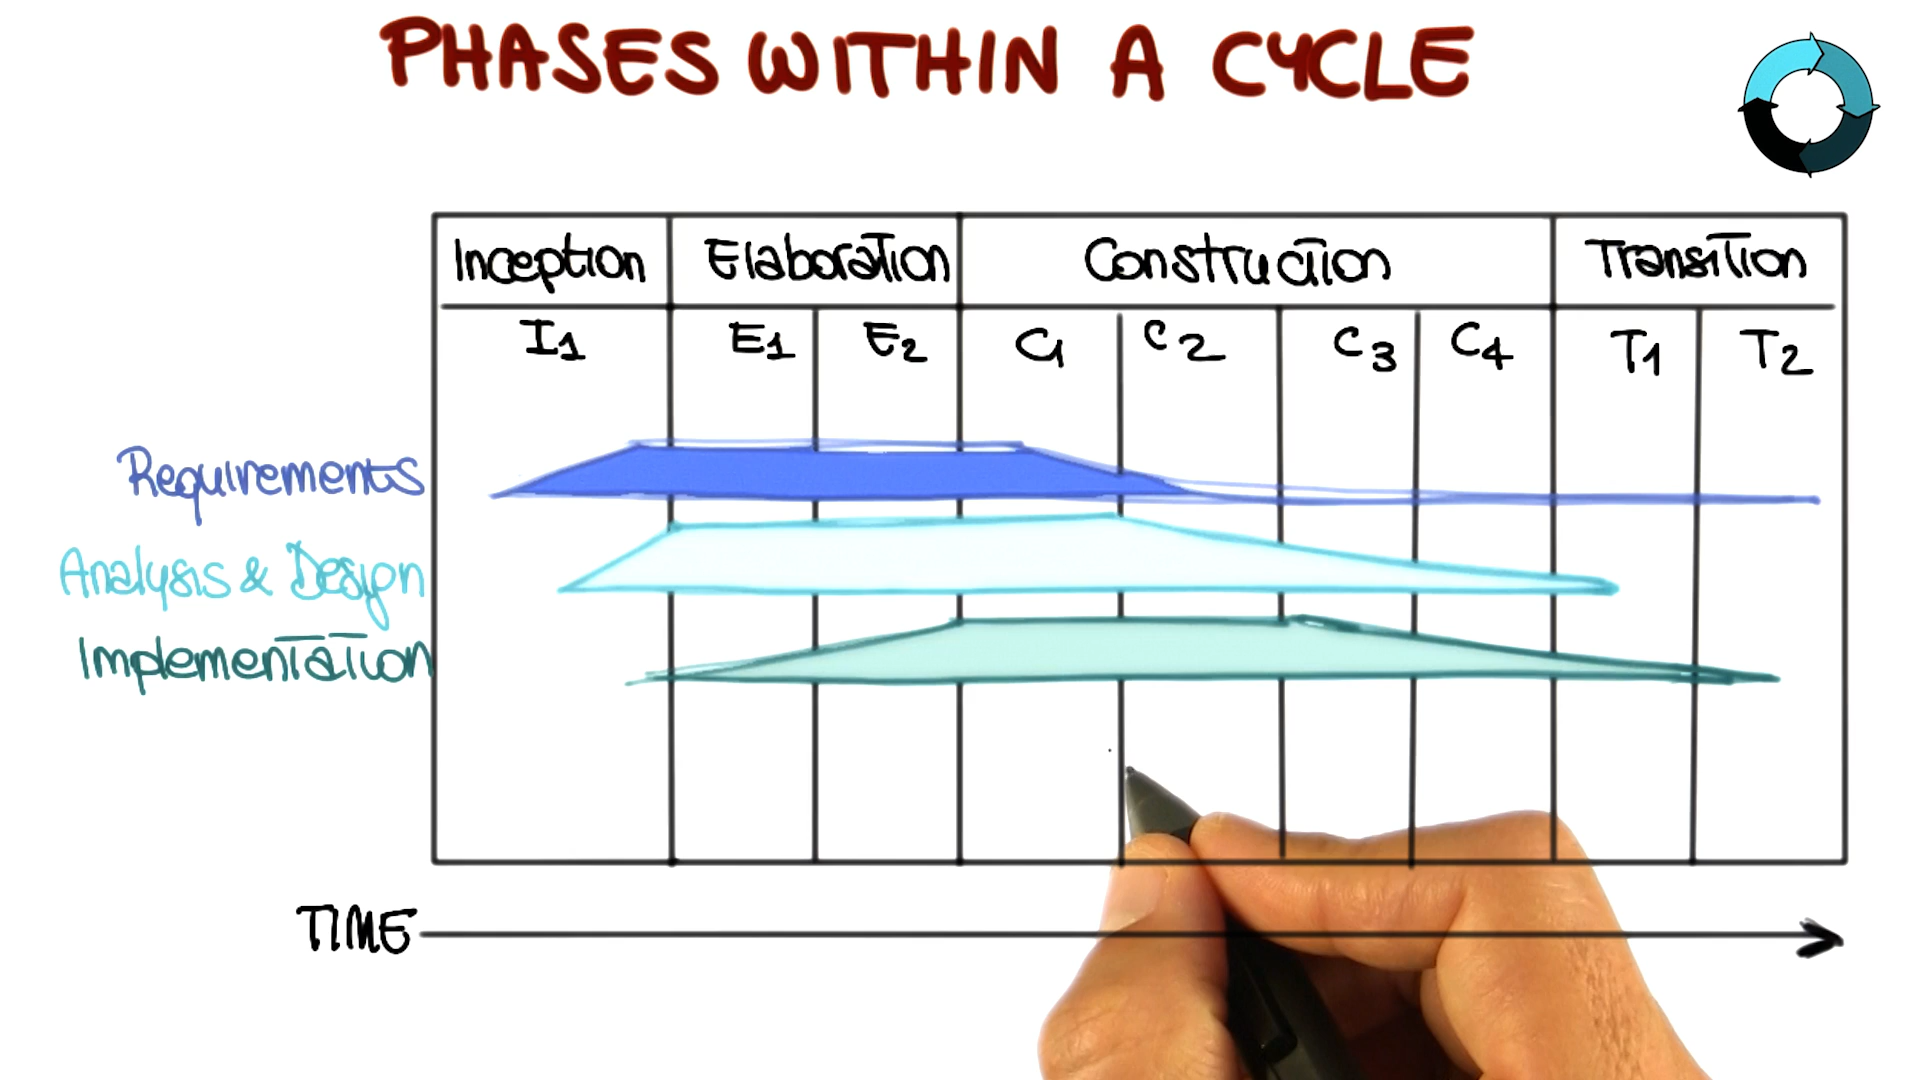 PHASES WITHIN A CYCLE
Inception Elaboration Construction Transition
I1 E1 E2 C1 C2 C3 C4 T1 T2
Requirements
Analysis & Design
Implementation
TIME